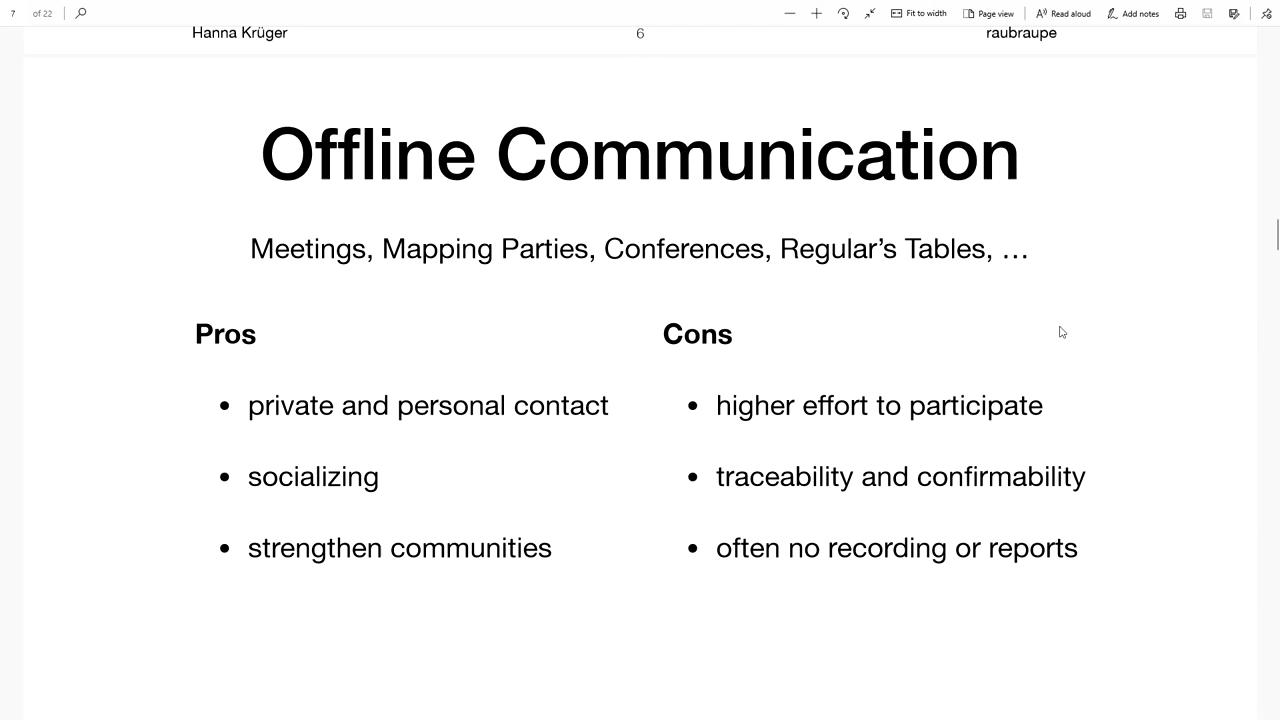 7 of 22 Fit to width Page view Read aloud Add notes
Hanna Krüger 6 raubraupe
Offline Communication
Meetings, Mapping Parties, Conferences, Regular’s Tables, …
Pros
• private and personal contact
• socializing
• strengthen communities
Cons
• higher effort to participate
• traceability and confirmability
• often no recording or reports